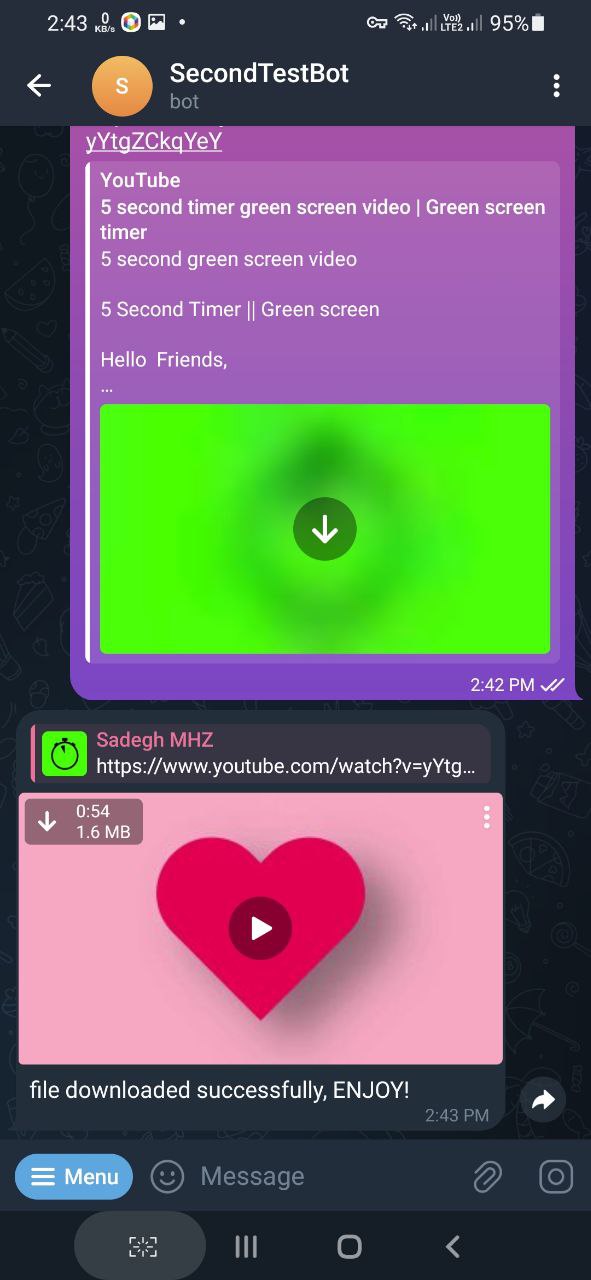 2:43 0 KB/s Vo)) LTE2 95%
S SecondTestBot
bot
yYtgZCkqYeY
YouTube
5 second timer green screen video | Green screen
timer
5 second green screen video
5 Second Timer || Green screen
Hello Friends,
...
2:42 PM
Sadegh MHZ
https://www.youtube.com/watch?v=yYtg...
0:54
1.6 MB
file downloaded successfully, ENJOY!
2:43 PM
Menu Message